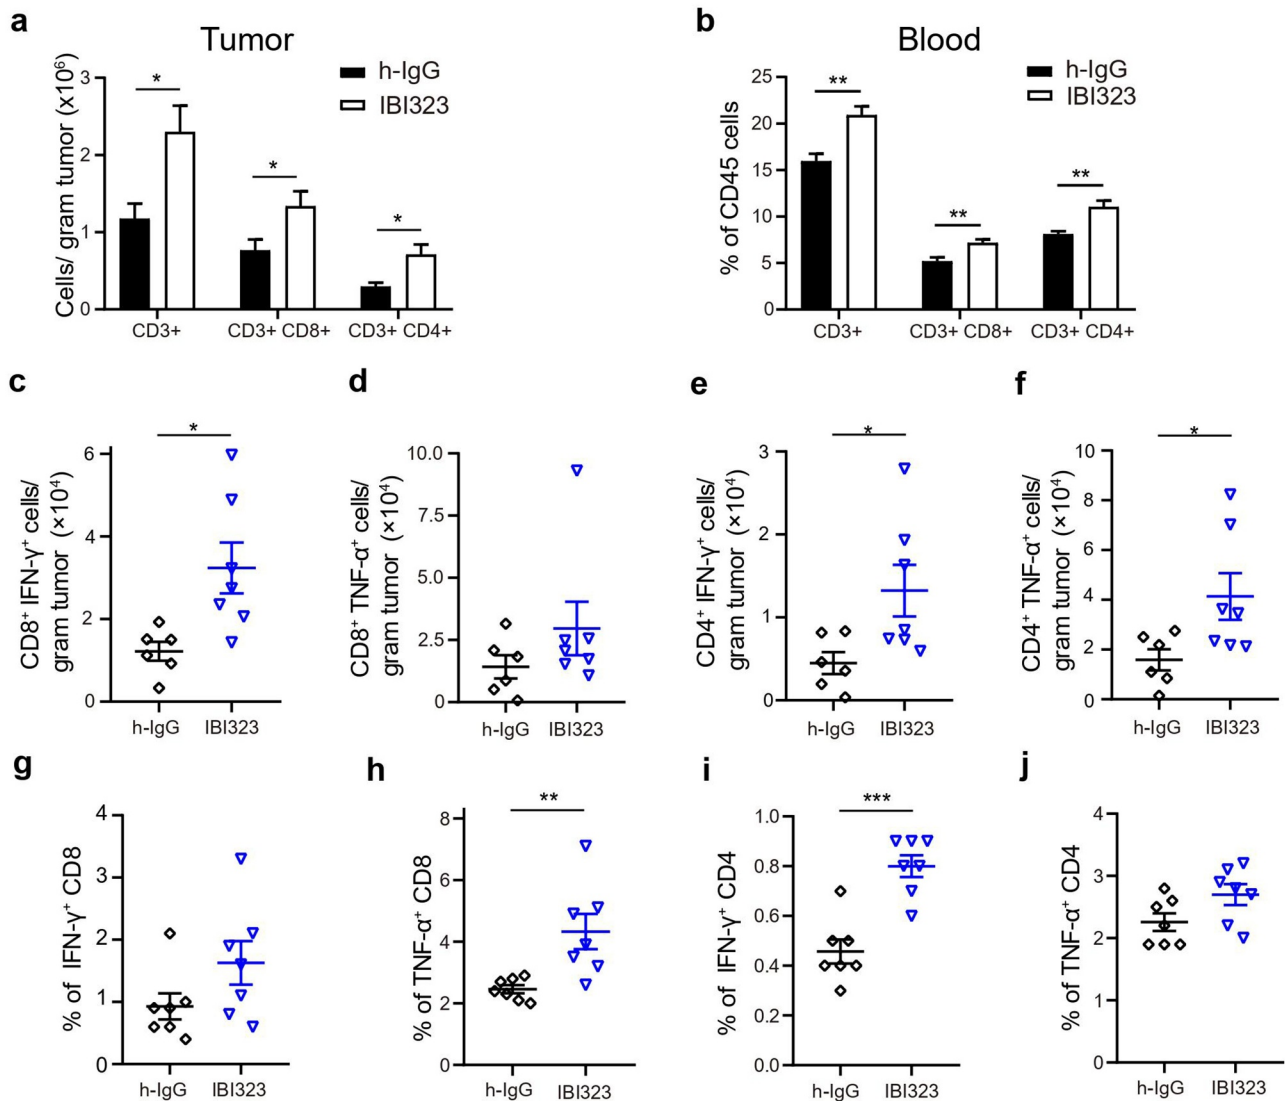 a
Tumor
h-IgG
IBI323
Cells/ gram tumor (x10⁶)
3
2
1
0
*
*
*
CD3+
CD3+ CD8+
CD3+ CD4+
b
Blood
h-IgG
IBI323
% of CD45 cells
25
20
15
10
5
0
**
**
**
CD3+
CD3+ CD8+
CD3+ CD4+
c
CD8⁺ IFN-γ⁺ cells/
gram tumor (×10⁴)
6
4
2
0
*
h-IgG
IBI323
d
CD8⁺ TNF-α⁺ cells/
gram tumor (×10⁴)
10.0
7.5
5.0
2.5
0
h-IgG
IBI323
e
CD4⁺ IFN-γ⁺ cells/
gram tumor (×10⁴)
3
2
1
0
*
h-IgG
IBI323
f
CD4⁺ TNF-α⁺ cells/
gram tumor (×10⁴)
10
8
6
4
2
0
*
h-IgG
IBI323
g
% of IFN-γ⁺ CD8
4
3
2
1
0
h-IgG
IBI323
h
% of TNF-α⁺ CD8
8
6
4
2
0
**
h-IgG
IBI323
i
% of IFN-γ⁺ CD4
1.0
0.8
0.6
0.4
0.2
0.0
***
h-IgG
IBI323
j
% of TNF-α⁺ CD4
4
3
2
1
0
h-IgG
IBI323